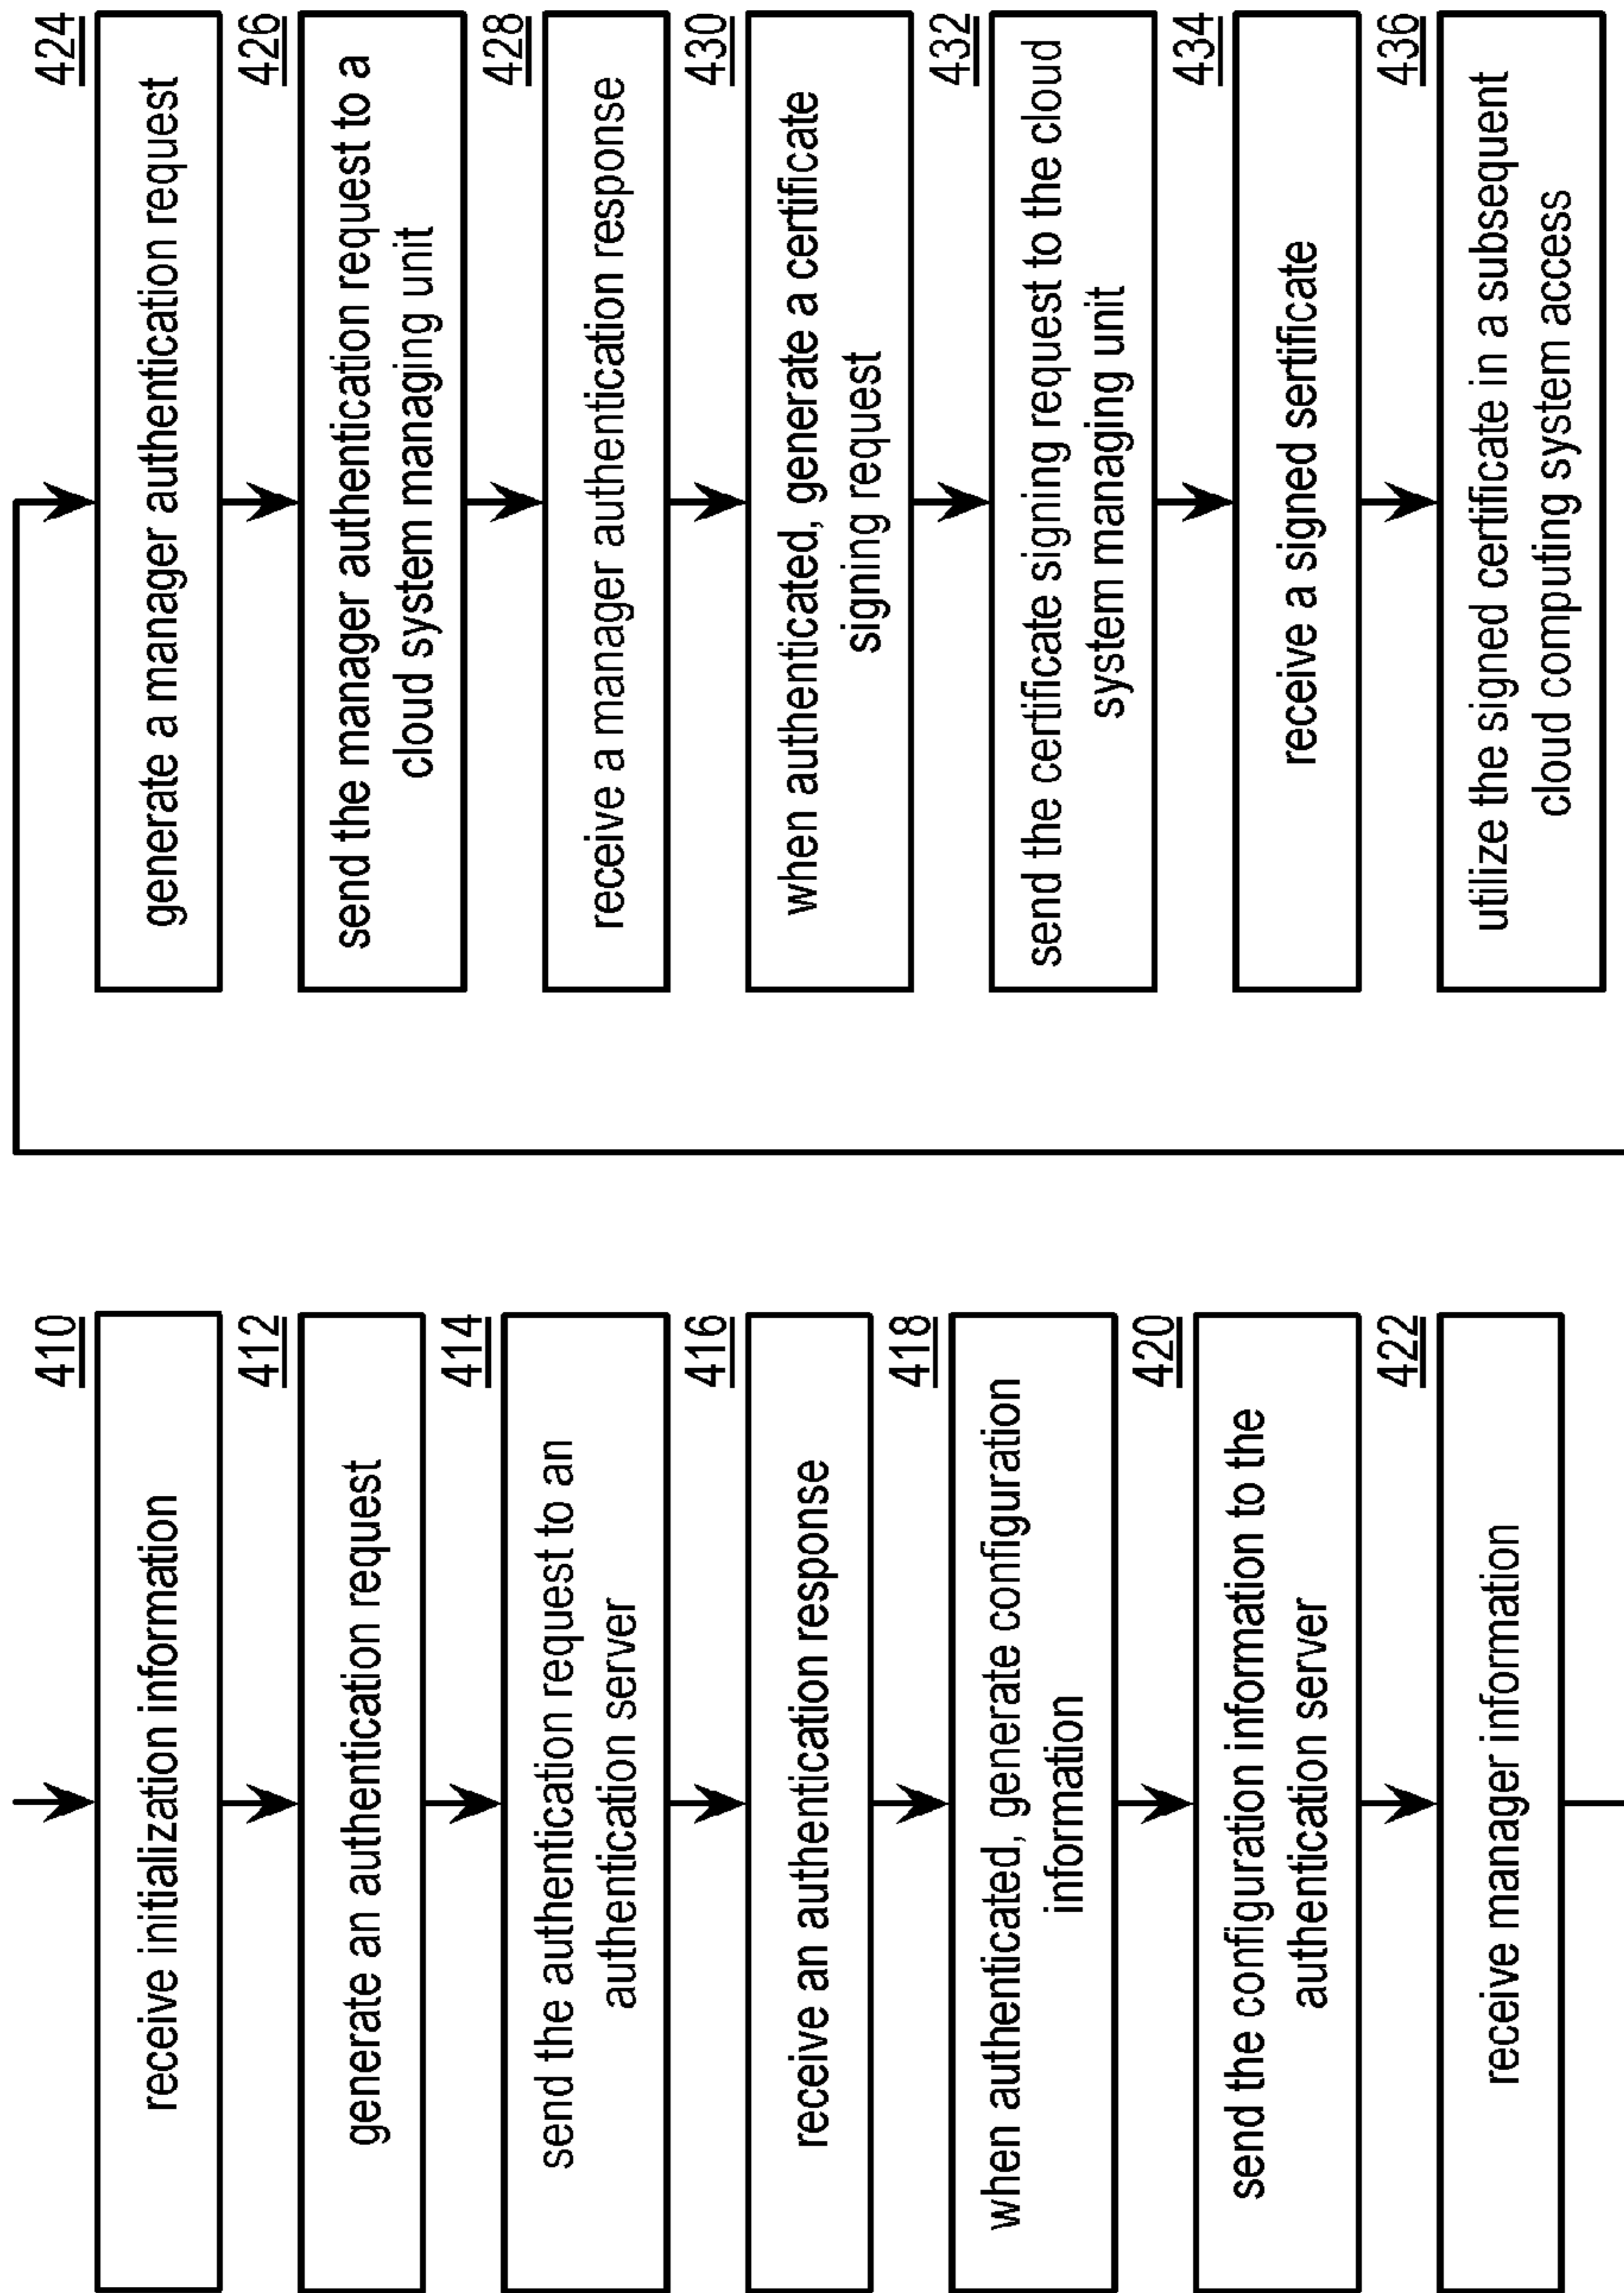 410
receive initialization information
412
generate an authentication request
414
send the authentication request to an
authentication server
416
receive an authentication response
418
when authenticated, generate configuration
information
420
send the configuration information to the
authentication server
422
receive manager information
424
generate a manager authentication request
426
send the manager authentication request to a
cloud system managing unit
428
receive a manager authentication response
430
when authenticated, generate a certificate
signing request
432
send the certificate signing request to the cloud
system managing unit
434
receive a signed sertificate
436
utilize the signed certificate in a subsequent
cloud computing system access